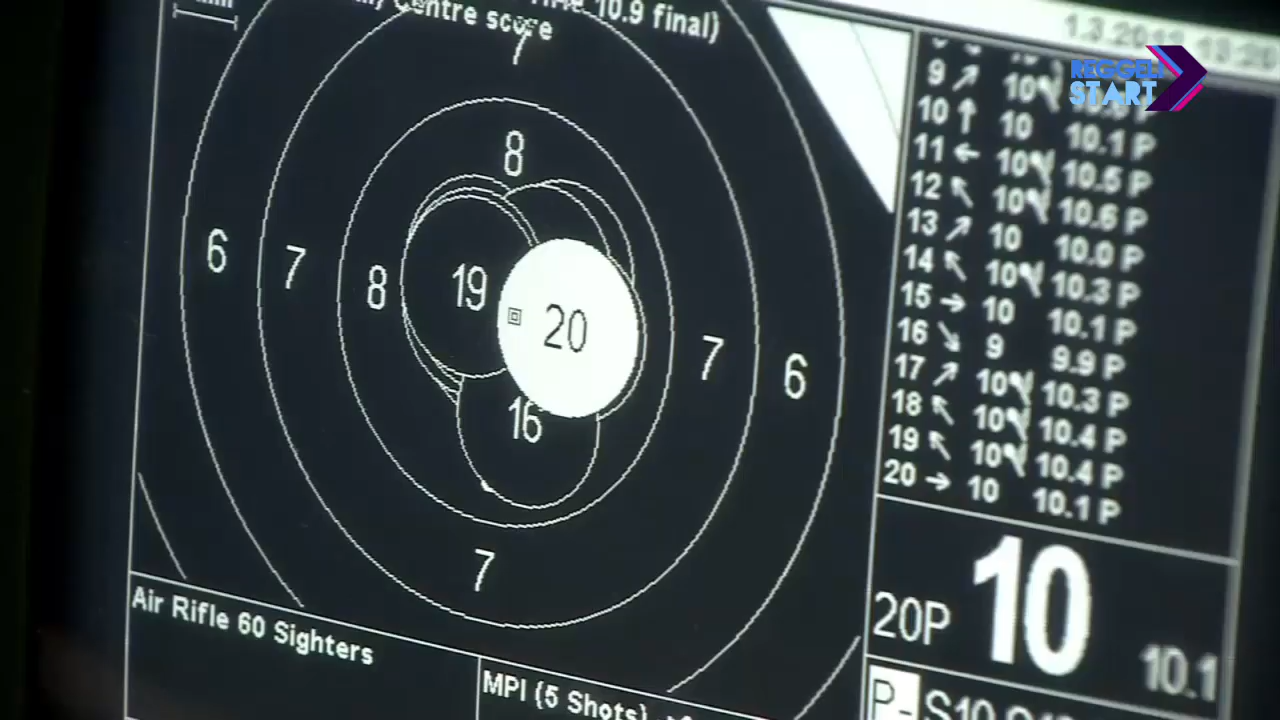 10.9 final)
Centre score
REGGELI
START
7
8
6 7 8 19 20 7 6
16
7
9 10
10 10 10.1 P
11 10 10.5 P
12 10 10.6 P
13 10 10.0 P
14 10 10.3 P
15 10 10.1 P
16 9 9.9 P
17 10 10.3 P
18 10 10.4 P
19 10 10.4 P
20 10 10.1 P
20P 10 10.1
Air Rifle 60 Sighters
MPI (5 Shots)
P-